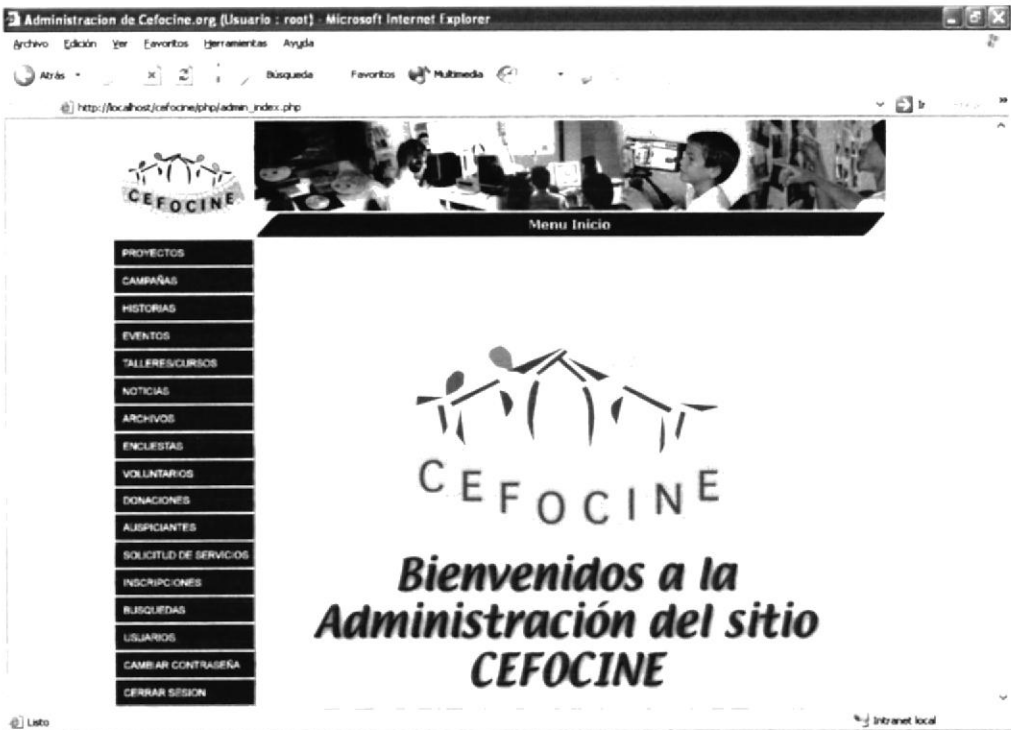 Administracion de Cefocine.org (Usuario : root) - Microsoft Internet Explorer
Archivo Edición Ver Favoritos Herramientas Ayuda
Atrás Búsqueda Favoritos Multimedia
http://localhost/cefocine/php/admin_index.php Ir
CEFOCINE
Menu Inicio
PROYECTOS
CAMPAÑAS
HISTORIAS
EVENTOS
TALLERES/CURSOS
NOTICIAS
ARCHIVOS
ENCUESTAS
VOLUNTARIOS
DONACIONES
AUSPICIANTES
SOLICITUD DE SERVICIOS
INSCRIPCIONES
BUSQUEDAS
USUARIOS
CAMBIAR CONTRASEÑA
CERRAR SESION
CEFOCINE
Bienvenidos a la
Administración del sitio
CEFOCINE
Listo Intranet local